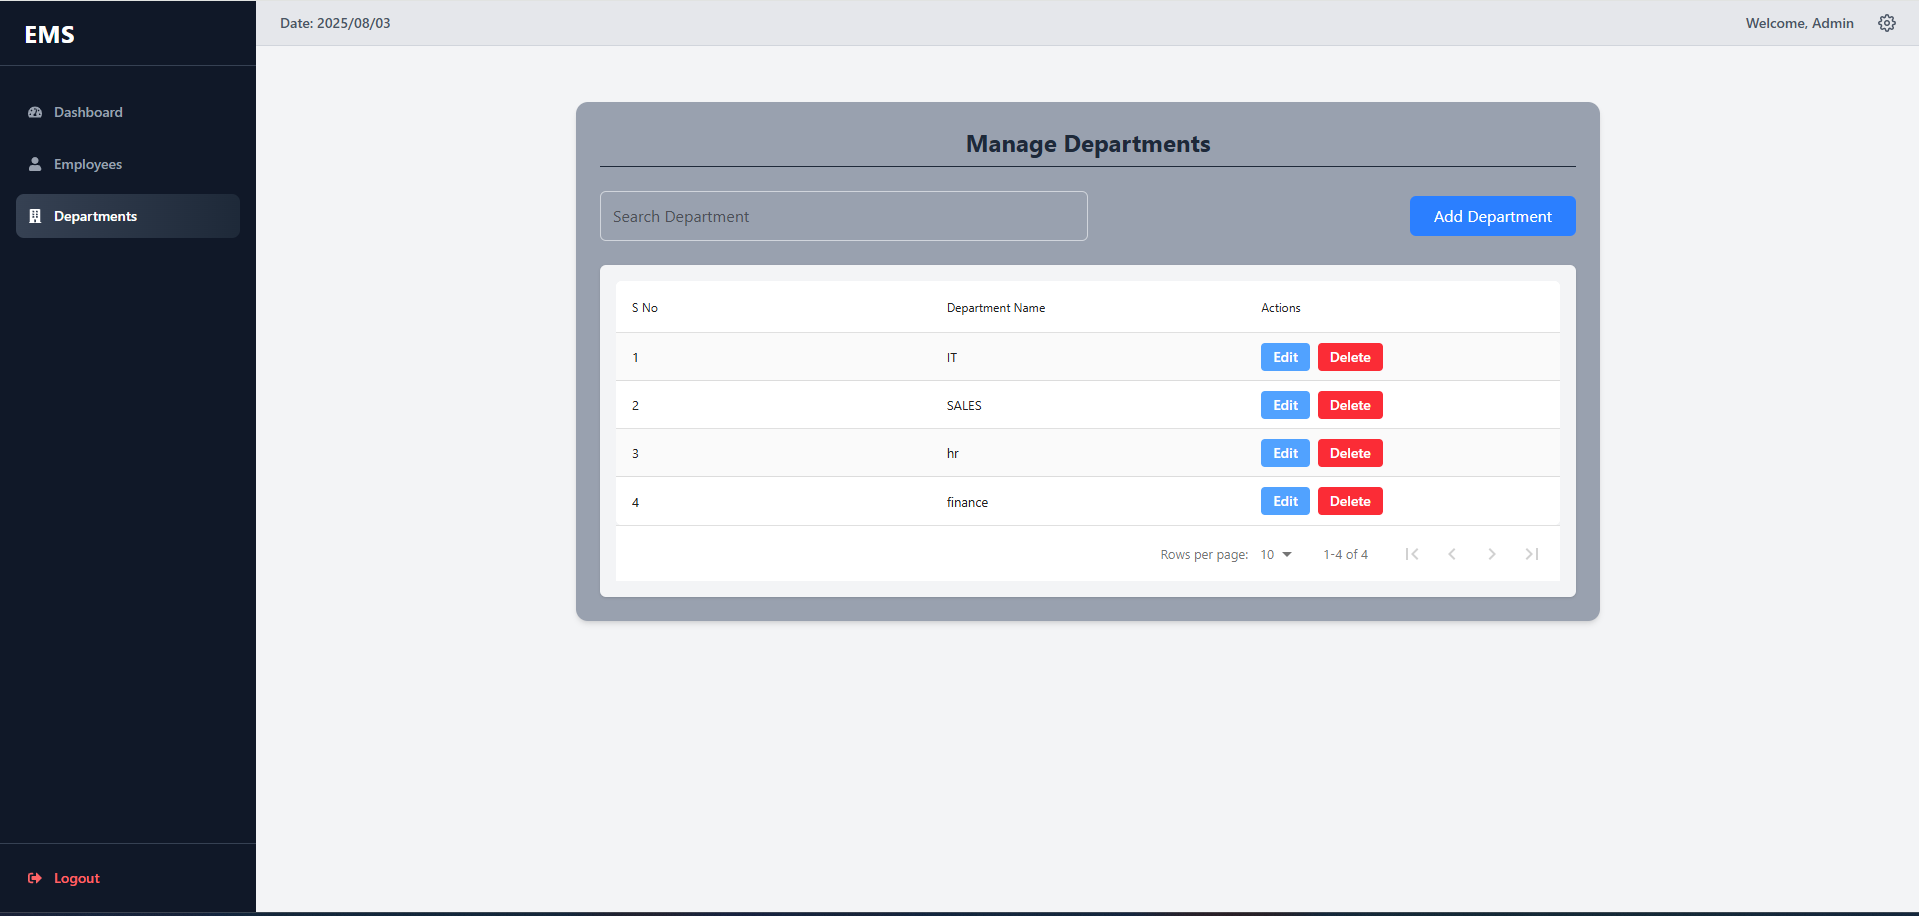 EMS
Date: 2025/08/03
Welcome, Admin
Dashboard
Employees
Departments
Logout
Manage Departments
Search Department
Add Department
S No Department Name Actions
1 IT Edit Delete
2 SALES Edit Delete
3 hr Edit Delete
4 finance Edit Delete
Rows per page: 10 1-4 of 4